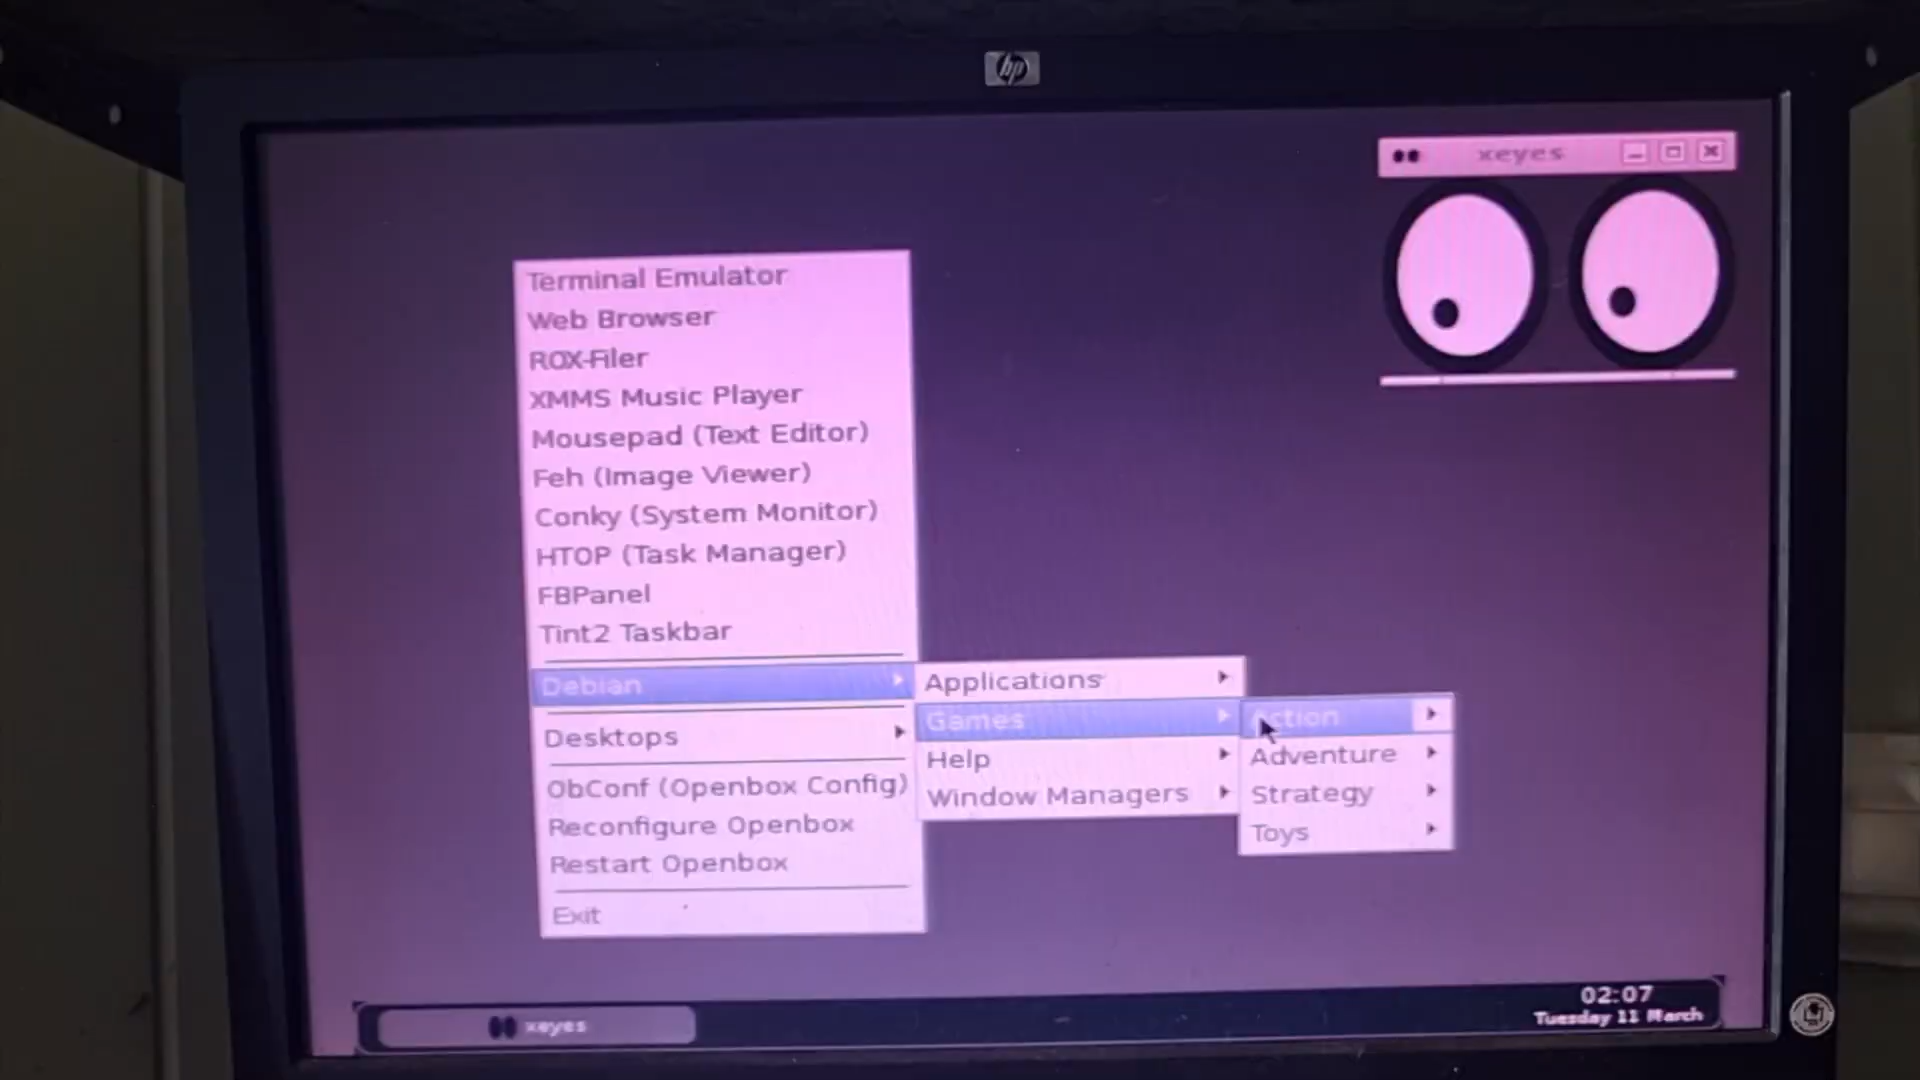 hp
xeyes
Terminal Emulator
Web Browser
ROX-Filer
XMMS Music Player
Mousepad (Text Editor)
Feh (Image Viewer)
Conky (System Monitor)
HTOP (Task Manager)
FBPanel
Tint2 Taskbar
Debian
Desktops
ObConf (Openbox Config)
Reconfigure Openbox
Restart Openbox
Exit
Applications
Games
Help
Window Managers
Action
Adventure
Strategy
Toys
xeyes
02:07
Tuesday 11 March